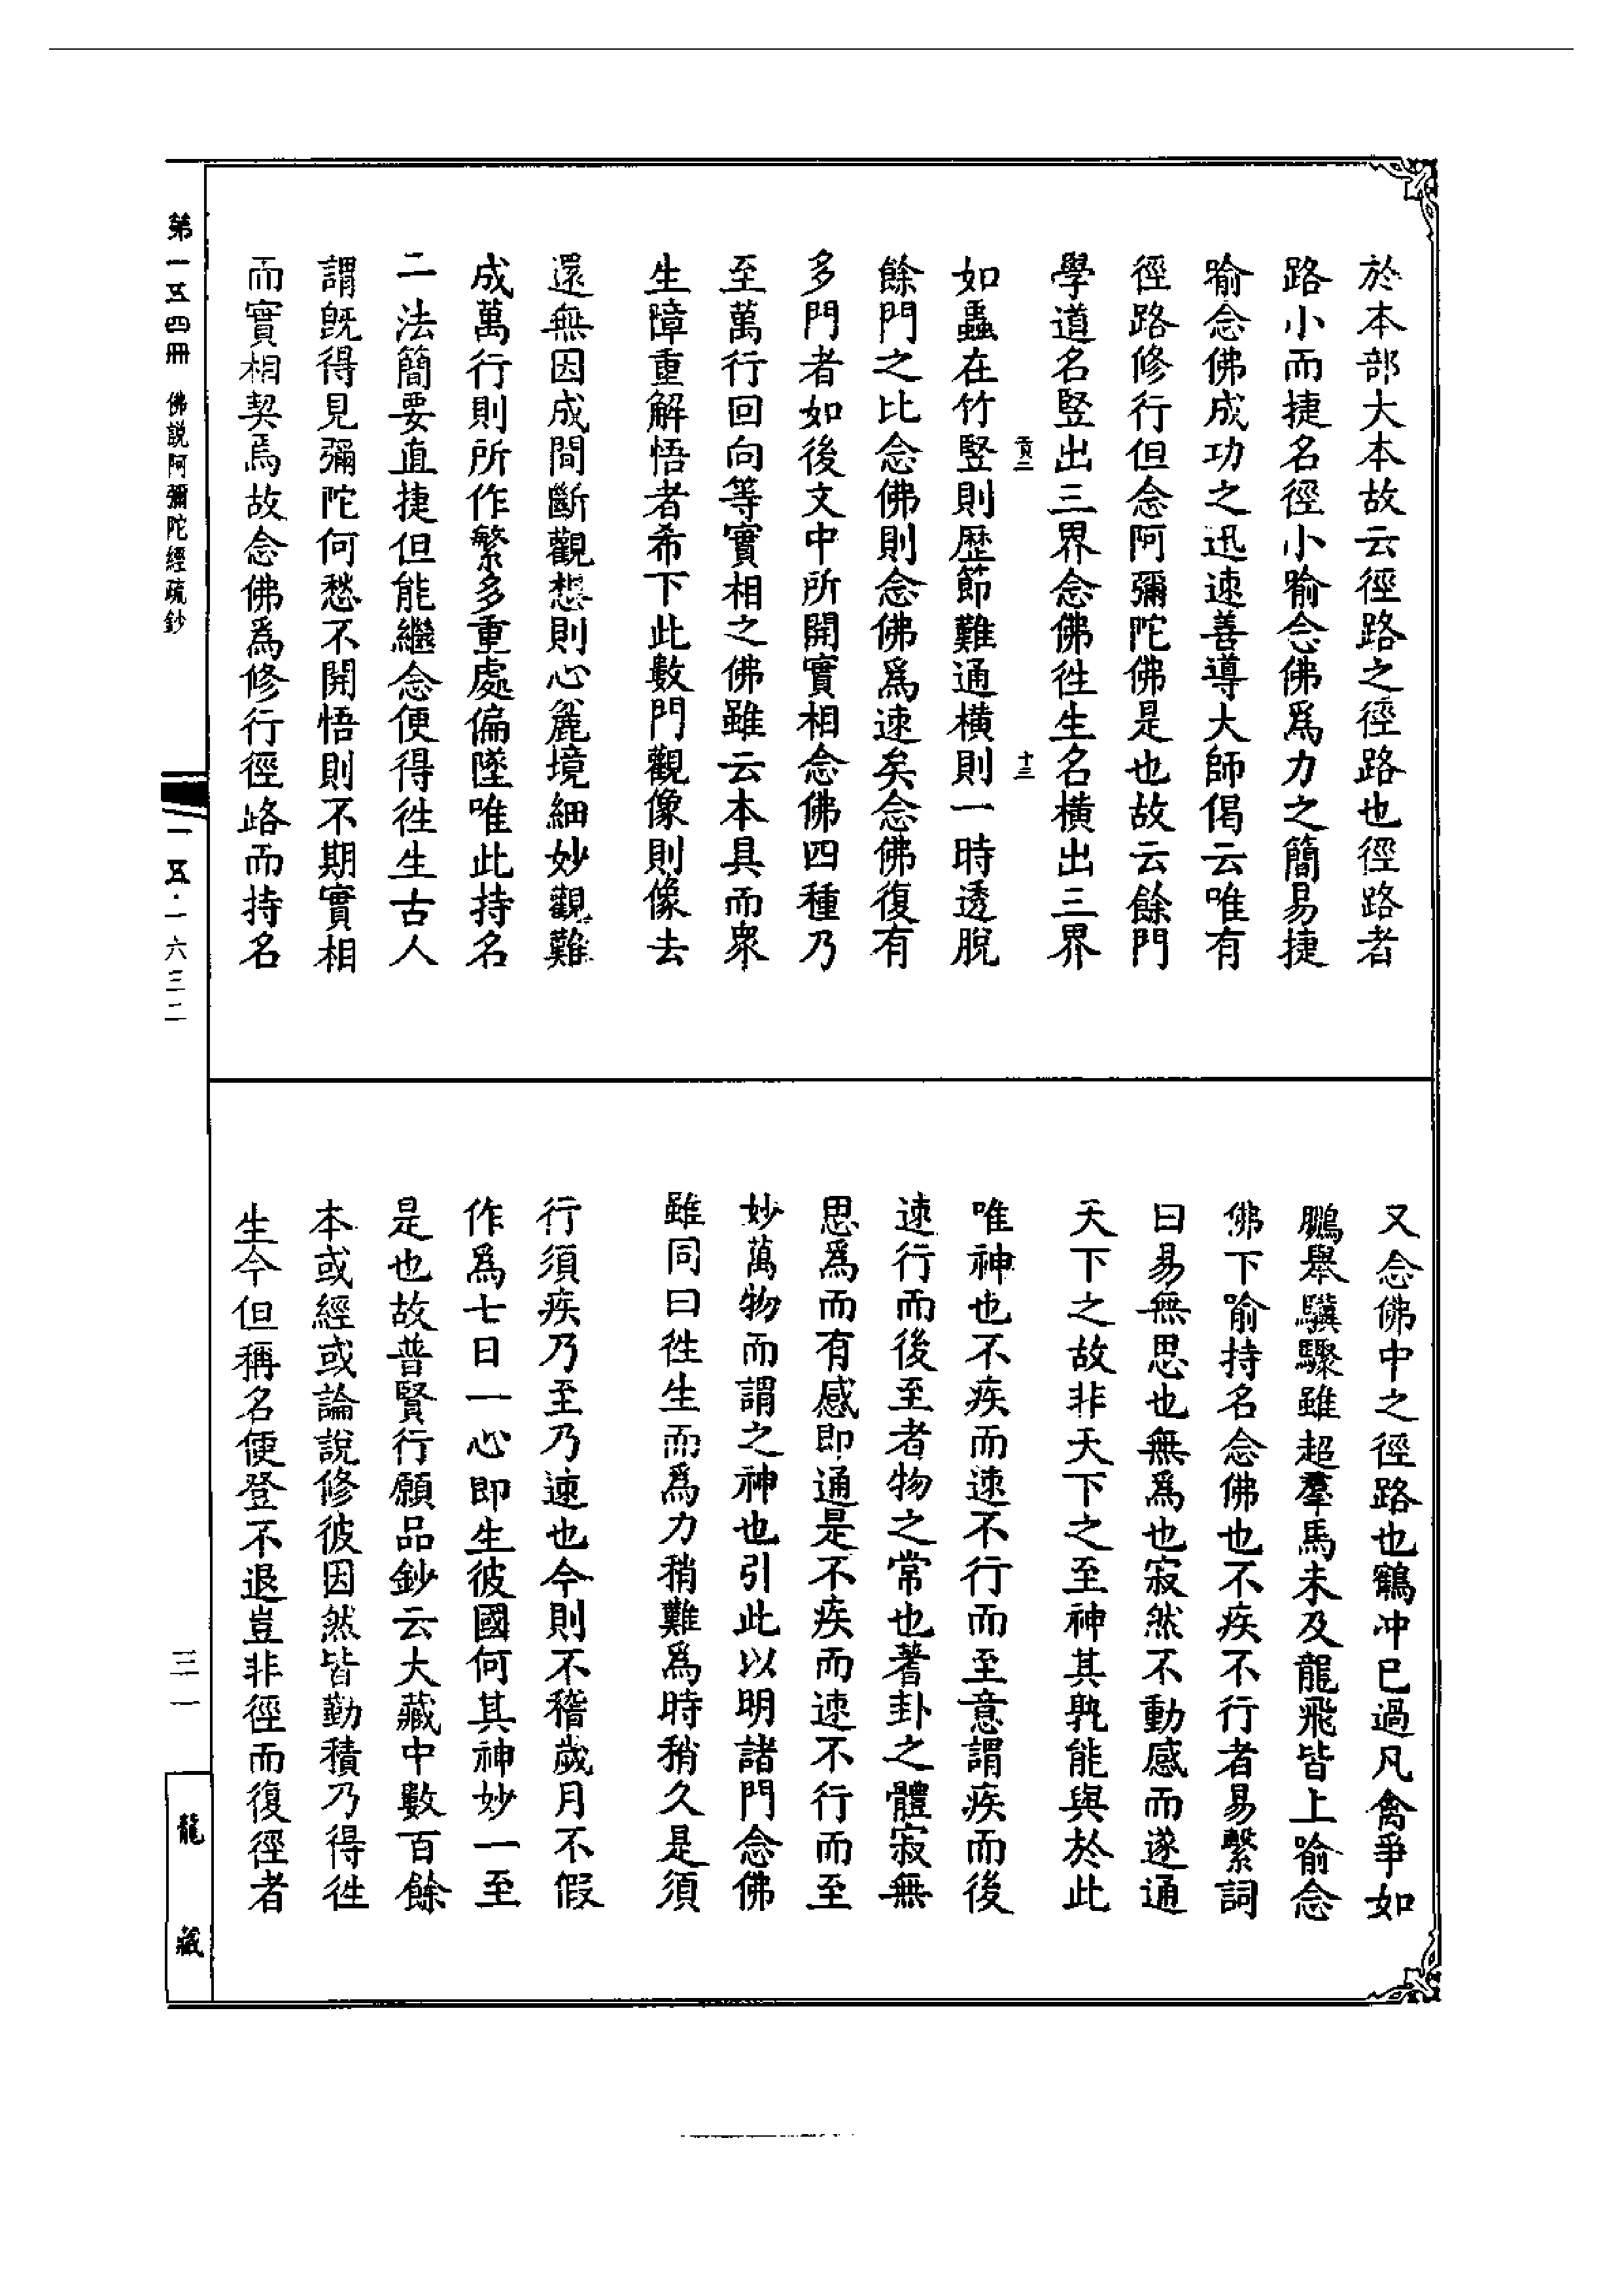 於本部大本故云徑路之徑路也徑路者
路小而捷名徑小喻念佛爲力之簡易捷
喻念佛成功之迅速善導大師偈云唯有
徑路修行但念阿彌陀佛是也故云餘門
學道名竪出三界念佛徃生名橫出三界
貢二
十三
如蟲在竹竪則歷節難通橫則一時透脫
餘門之比念佛則念佛爲速矣念佛復有
多門者如後文中所開實相念佛四種乃
至萬行回向等實相之佛雖云本具而衆
生障重解悟者希下此數門觀像則像去
還無因成間斷觀想則心麄境細妙觀難
成萬行則所作繁多重處偏墜唯此持名
二法簡要直捷但能繼念便得徃生古人
謂旣得見彌陀何愁不開悟則不期實相
而實相契焉故念佛爲修行徑路而持名
又念佛中之徑路也鶴冲已過凡禽爭如
鵬舉驥驟雖超羣馬未及龍飛皆上喻念
佛下喻持名念佛也不疾不行者易繫詞
曰易無思也無爲也寂然不動感而遂通
天下之故非天下之至神其孰能與於此
唯神也不疾而速不行而至意謂疾而後
速行而後至者物之常也蓍卦之體寂無
思爲而有感即通是不疾而速不行而至
妙萬物而謂之神也引此以明諸門念佛
雖同曰徃生而爲力稍難爲時稍久是須
行須疾乃至乃速也今則不稽歲月不假
作爲七日一心即生彼國何其神妙一至
是也故普賢行願品鈔云大藏中數百餘
本或經或論說修彼因然皆勤積乃得徃
生今但稱名便登不退豈非徑而復徑者
第一五四冊 佛說阿彌陀經疏鈔
一五·一六三二
三一
龍藏